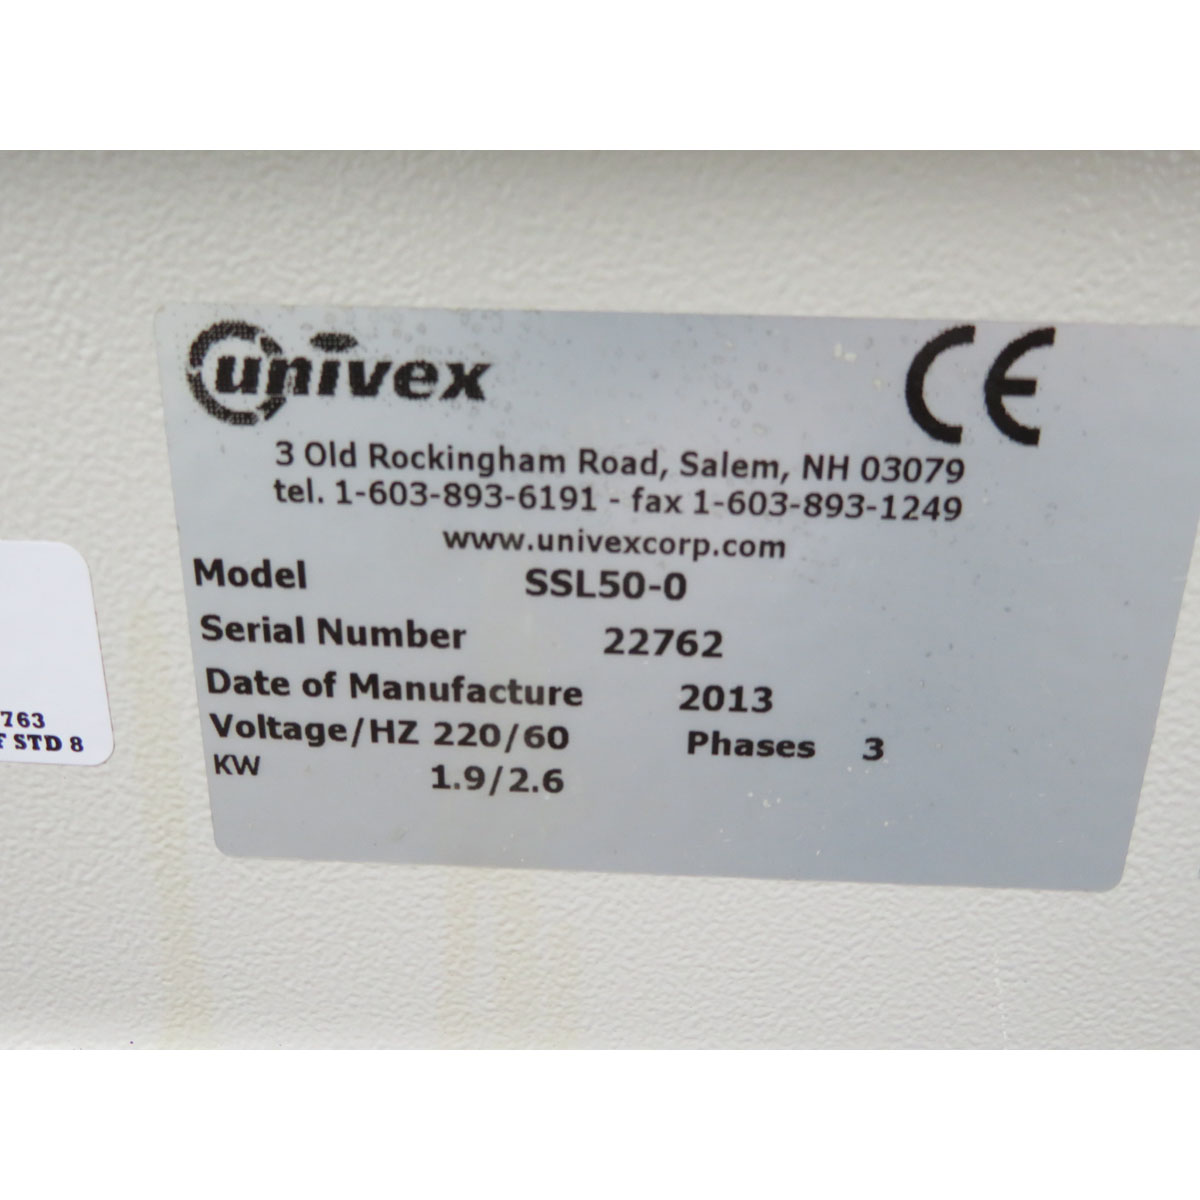 univex
CE
3 Old Rockingham Road, Salem, NH 03079
tel. 1-603-893-6191 - fax 1-603-893-1249
www.univexcorp.com
Model SSL50-0
Serial Number 22762
Date of Manufacture 2013
Voltage/HZ 220/60 Phases 3
KW 1.9/2.6
763
STD 8